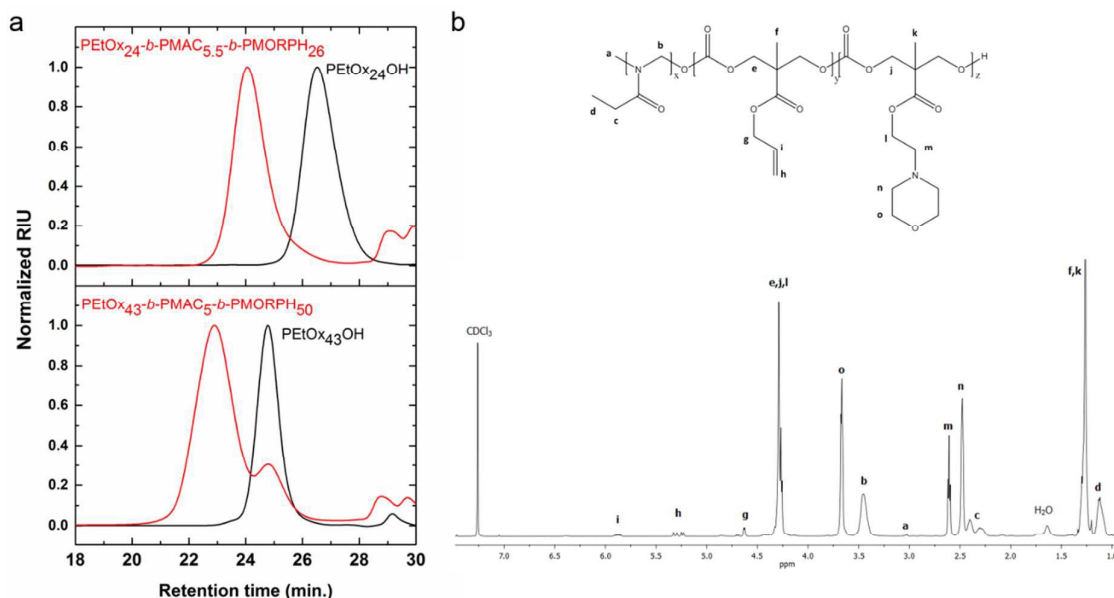 a
PEtOx24-b-PMAC5.5-b-PMORPH26
PEtOx24OH
1.0
0.8
0.6
0.4
0.2
0.0
PEtOx43-b-PMAC5-b-PMORPH50
PEtOx43OH
1.0
0.8
0.6
0.4
0.2
0.0
Normalized RIU
18 20 22 24 26 28 30
Retention time (min.)
b
a b f k
N x O O O y O O O z H
e j
d c O
O O O O
g i h
l m
N
n
o
O
CDCl3
e,j,l
f,k
o
n
m
b
d
c
i h g a
H2O
7.0 6.5 6.0 5.5 5.0 4.5 4.0 3.5 3.0 2.5 2.0 1.5 1.0
ppm